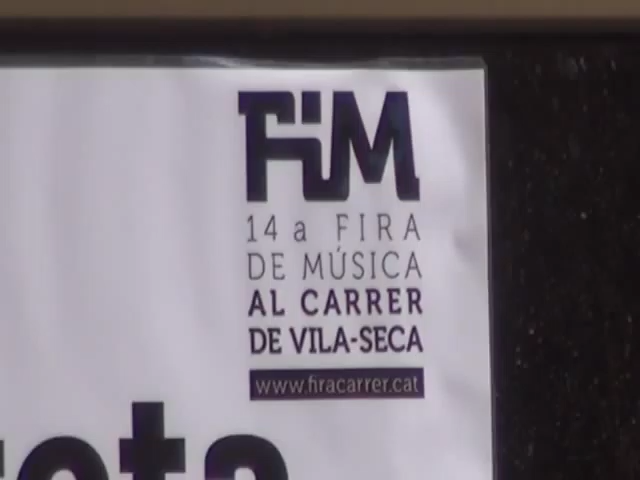 FiM
14 a FIRA
DE MÚSICA
AL CARRER
DE VILA-SECA
www.firacarrer.cat